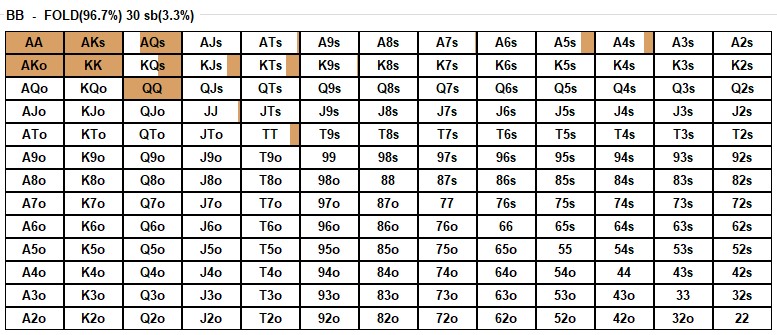 BB - FOLD(96.7%) 30 sb(3.3%)
AA AKs AQs AJs ATs A9s A8s A7s A6s A5s A4s A3s A2s
AKo KK KQs KJs KTs K9s K8s K7s K6s K5s K4s K3s K2s
AQo KQo QQ QJs QTs Q9s Q8s Q7s Q6s Q5s Q4s Q3s Q2s
AJo KJo QJo JJ JTs J9s J8s J7s J6s J5s J4s J3s J2s
ATo KTo QTo JTo TT T9s T8s T7s T6s T5s T4s T3s T2s
A9o K9o Q9o J9o T9o 99 98s 97s 96s 95s 94s 93s 92s
A8o K8o Q8o J8o T8o 98o 88 87s 86s 85s 84s 83s 82s
A7o K7o Q7o J7o T7o 97o 87o 77 76s 75s 74s 73s 72s
A6o K6o Q6o J6o T6o 96o 86o 76o 66 65s 64s 63s 62s
A5o K5o Q5o J5o T5o 95o 85o 75o 65o 55 54s 53s 52s
A4o K4o Q4o J4o T4o 94o 84o 74o 64o 54o 44 43s 42s
A3o K3o Q3o J3o T3o 93o 83o 73o 63o 53o 43o 33 32s
A2o K2o Q2o J2o T2o 92o 82o 72o 62o 52o 42o 32o 22